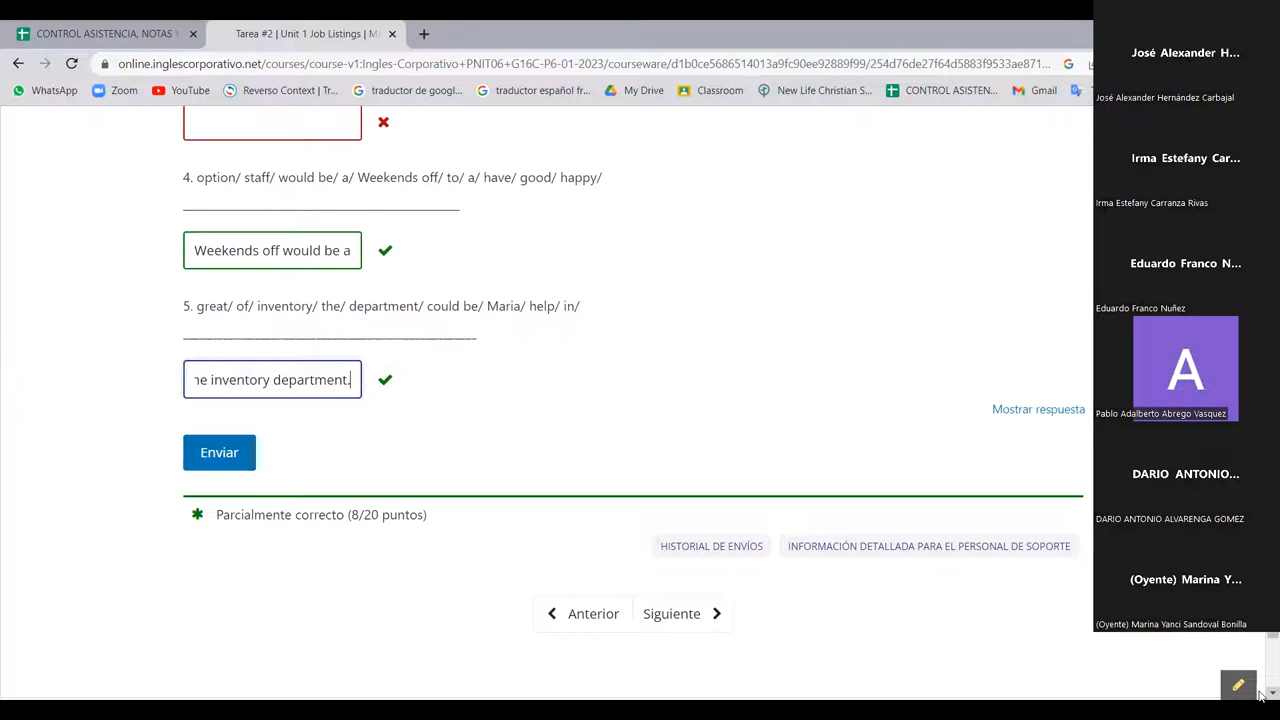 CONTROL ASISTENCIA, NOTAS Y
Tarea #2 | Unit 1 Job Listings | Ma
online.inglescorporativo.net/courses/course-v1:Ingles-Corporativo+PNIT06+G16C-P6-01-2023/courseware/d1b0ce5686514013a9fc90ee92889f99/254d76de27f64d5883f9533ae871...
WhatsApp
Zoom
YouTube
Reverso Context | Tr...
traductor de googl...
traductor español fr...
My Drive
Classroom
New Life Christian S...
CONTROL ASISTEN...
Gmail
4. option/ staff/ would be/ a/ Weekends off/ to/ a/ have/ good/ happy/
Weekends off would be a
5. great/ of/ inventory/ the/ department/ could be/ Maria/ help/ in/
he inventory department.
Mostrar respuesta
Enviar
Parcialmente correcto (8/20 puntos)
HISTORIAL DE ENVÍOS
INFORMACIÓN DETALLADA PARA EL PERSONAL DE SOPORTE
Anterior
Siguiente
José Alexander H...
José Alexander Hernández Carbajal
Irma Estefany Car...
Irma Estefany Carranza Rivas
Eduardo Franco N...
Eduardo Franco Nuñez
A
Pablo Adalberto Abrego Vasquez
DARIO ANTONIO...
DARIO ANTONIO ALVARENGA GOMEZ
(Oyente) Marina Y...
(Oyente) Marina Yanci Sandoval Bonilla